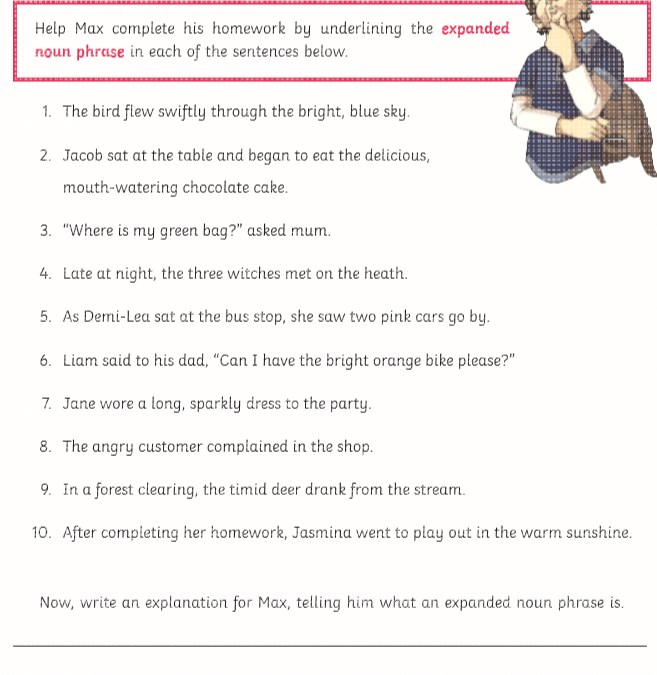 Help Max complete his homework by underlining the expanded
noun phrase in each of the sentences below.
1. The bird flew swiftly through the bright, blue sky.
2. Jacob sat at the table and began to eat the delicious,
mouth-watering chocolate cake.
3. “Where is my green bag?” asked mum.
4. Late at night, the three witches met on the heath.
5. As Demi-Lea sat at the bus stop, she saw two pink cars go by.
6. Liam said to his dad, “Can I have the bright orange bike please?”
7. Jane wore a long, sparkly dress to the party.
8. The angry customer complained in the shop.
9. In a forest clearing, the timid deer drank from the stream.
10. After completing her homework, Jasmina went to play out in the warm sunshine.
Now, write an explanation for Max, telling him what an expanded noun phrase is.